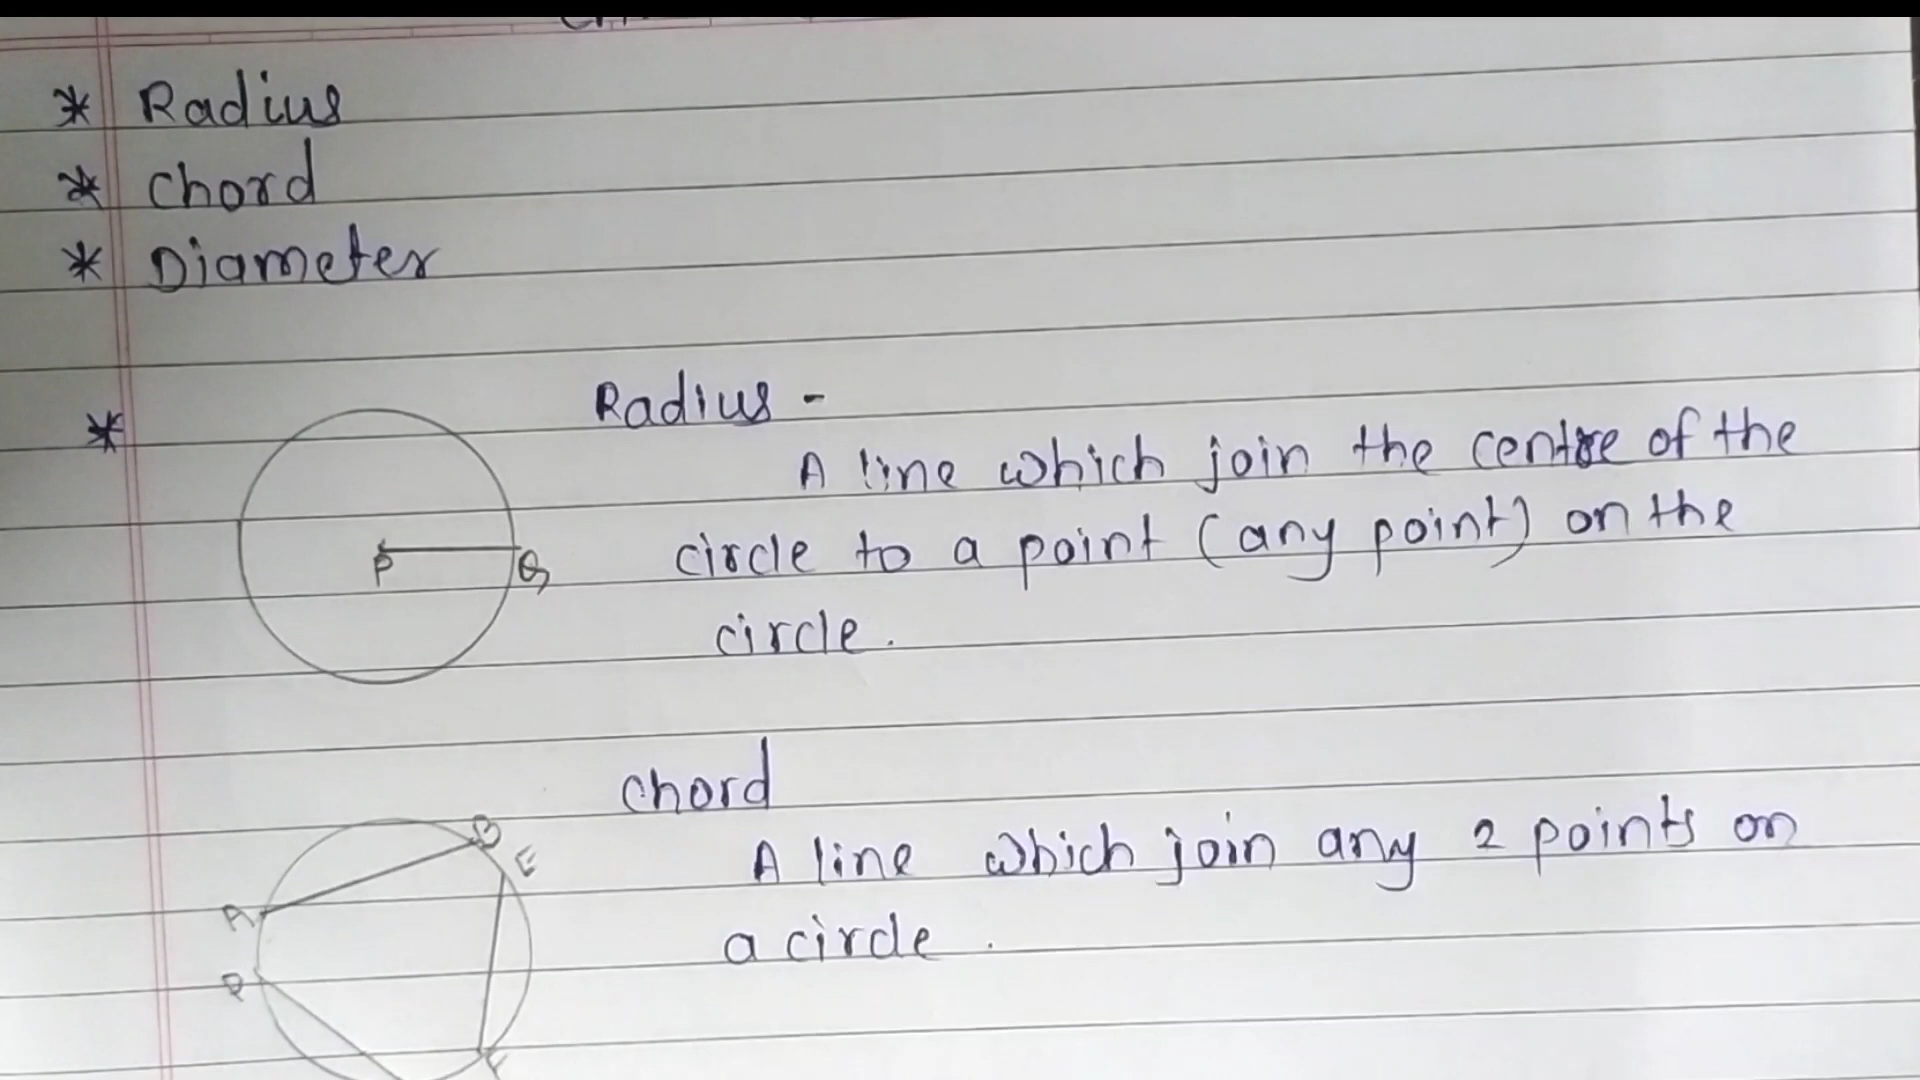 * Radius
* Chord
* Diameter
*
Radius -
A line which join the centre of the
circle to a point (any point) on the
circle.
P
Q
Chord
A line which join any 2 points on
a circle.
B
E
A
P
F